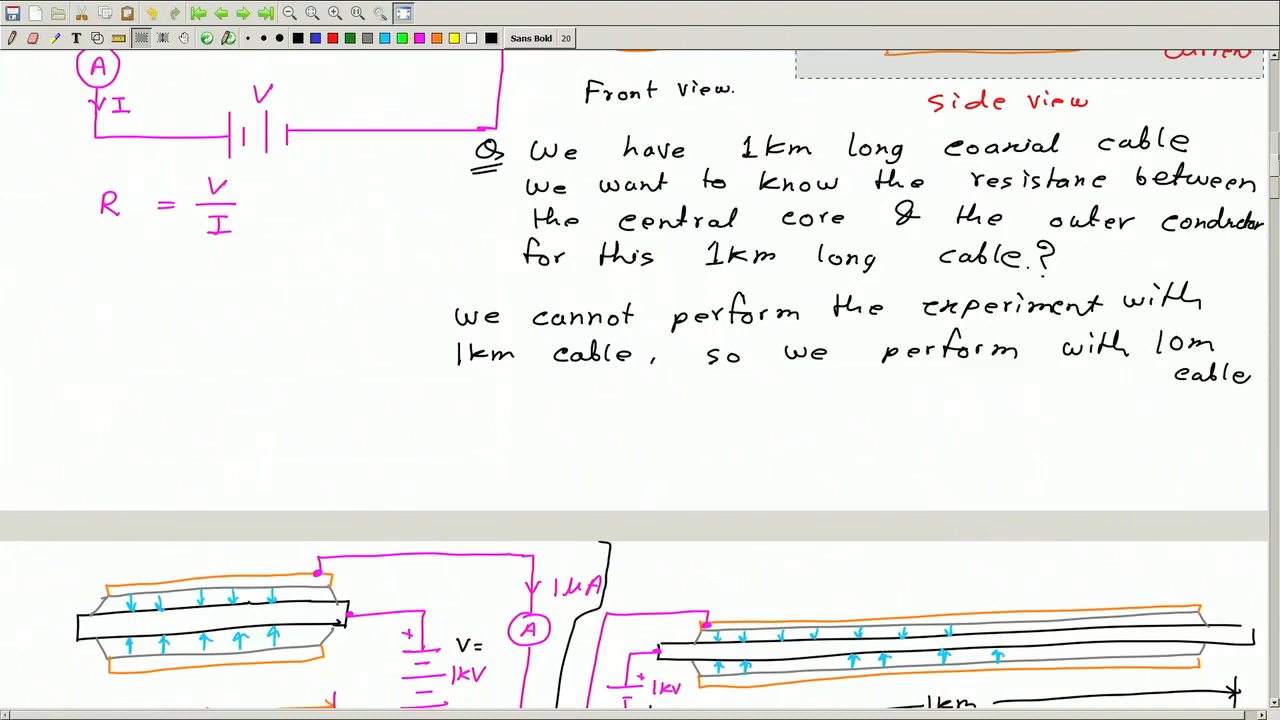 Sans Bold 20
A
I
V
R = V
I
Front view.
curren
side view
Q We have 1km long coaxial cable
we want to know the resistane between
the central core & the outer conductor
for this 1km long cable.?
we cannot perform the experiment with
1km cable, so we perform with 10m
cable
1μA
A
+
V=
1kV
+
1kV
1km